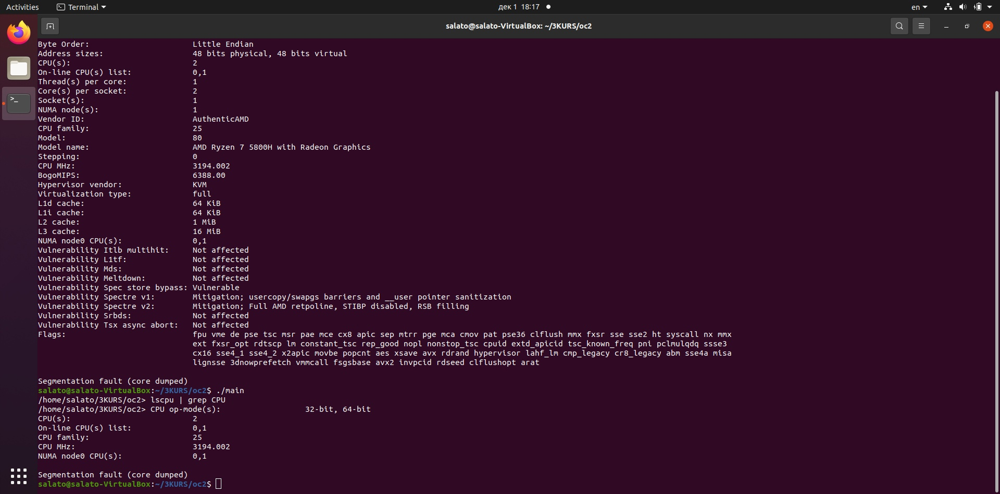 Activities Terminal дек 1 18:17 en
salato@salato-VirtualBox: ~/3KURS/oc2
Byte Order: Little Endian
Address sizes: 48 bits physical, 48 bits virtual
CPU(s): 2
On-line CPU(s) list: 0,1
Thread(s) per core: 1
Core(s) per socket: 2
Socket(s): 1
NUMA node(s): 1
Vendor ID: AuthenticAMD
CPU family: 25
Model: 80
Model name: AMD Ryzen 7 5800H with Radeon Graphics
Stepping: 0
CPU MHz: 3194.002
BogoMIPS: 6388.00
Hypervisor vendor: KVM
Virtualization type: full
L1d cache: 64 KiB
L1i cache: 64 KiB
L2 cache: 1 MiB
L3 cache: 16 MiB
NUMA node0 CPU(s): 0,1
Vulnerability Itlb multihit: Not affected
Vulnerability L1tf: Not affected
Vulnerability Mds: Not affected
Vulnerability Meltdown: Not affected
Vulnerability Spec store bypass: Vulnerable
Vulnerability Spectre v1: Mitigation; usercopy/swapgs barriers and __user pointer sanitization
Vulnerability Spectre v2: Mitigation; Full AMD retpoline, STIBP disabled, RSB filling
Vulnerability Srbds: Not affected
Vulnerability Tsx async abort: Not affected
Flags: fpu vme de pse tsc msr pae mce cx8 apic sep mtrr pge mca cmov pat pse36 clflush mmx fxsr sse sse2 ht syscall nx mmx
ext fxsr_opt rdtscp lm constant_tsc rep_good nopl nonstop_tsc cpuid extd_apicid tsc_known_freq pni pclmulqdq ssse3
cx16 sse4_1 sse4_2 x2apic movbe popcnt aes xsave avx rdrand hypervisor lahf_lm cmp_legacy cr8_legacy abm sse4a misa
lignsse 3dnowprefetch vmmcall fsgsbase avx2 invpcid rdseed clflushopt arat
Segmentation fault (core dumped)
salato@salato-VirtualBox:~/3KURS/oc2$ ./main
/home/salato/3KURS/oc2> lscpu | grep CPU
/home/salato/3KURS/oc2> CPU op-mode(s): 32-bit, 64-bit
CPU(s): 2
On-line CPU(s) list: 0,1
CPU family: 25
CPU MHz: 3194.002
NUMA node0 CPU(s): 0,1
Segmentation fault (core dumped)
salato@salato-VirtualBox:~/3KURS/oc2$